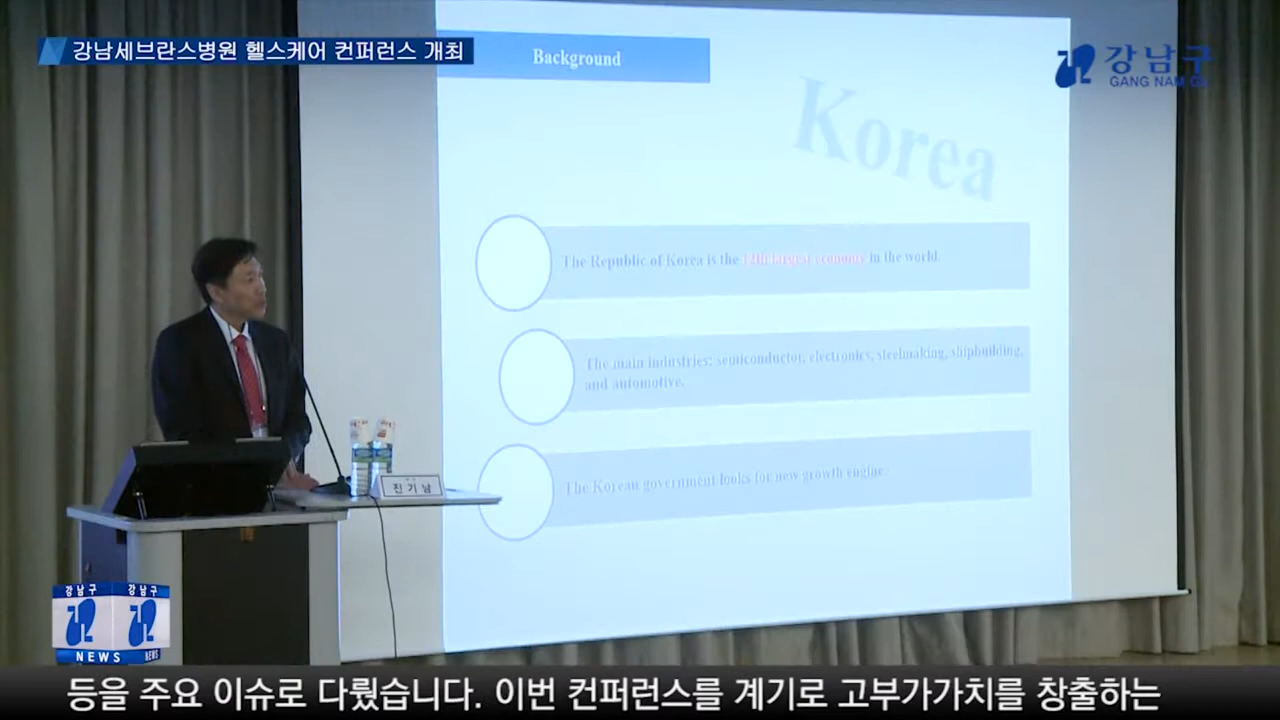 강남세브란스병원 헬스케어 컨퍼런스 개최
Background
강남구
GANG NAM GU
Korea
The Republic of Korea is the 12th largest economy in the world.
The main industries: semiconductor, electronics, steelmaking, shipbuilding,
and automotive.
The Korean government looks for new growth engine.
진기남
강남구 강남구
NEWS NEWS
등을 주요 이슈로 다뤘습니다. 이번 컨퍼런스를 계기로 고부가가치를 창출하는